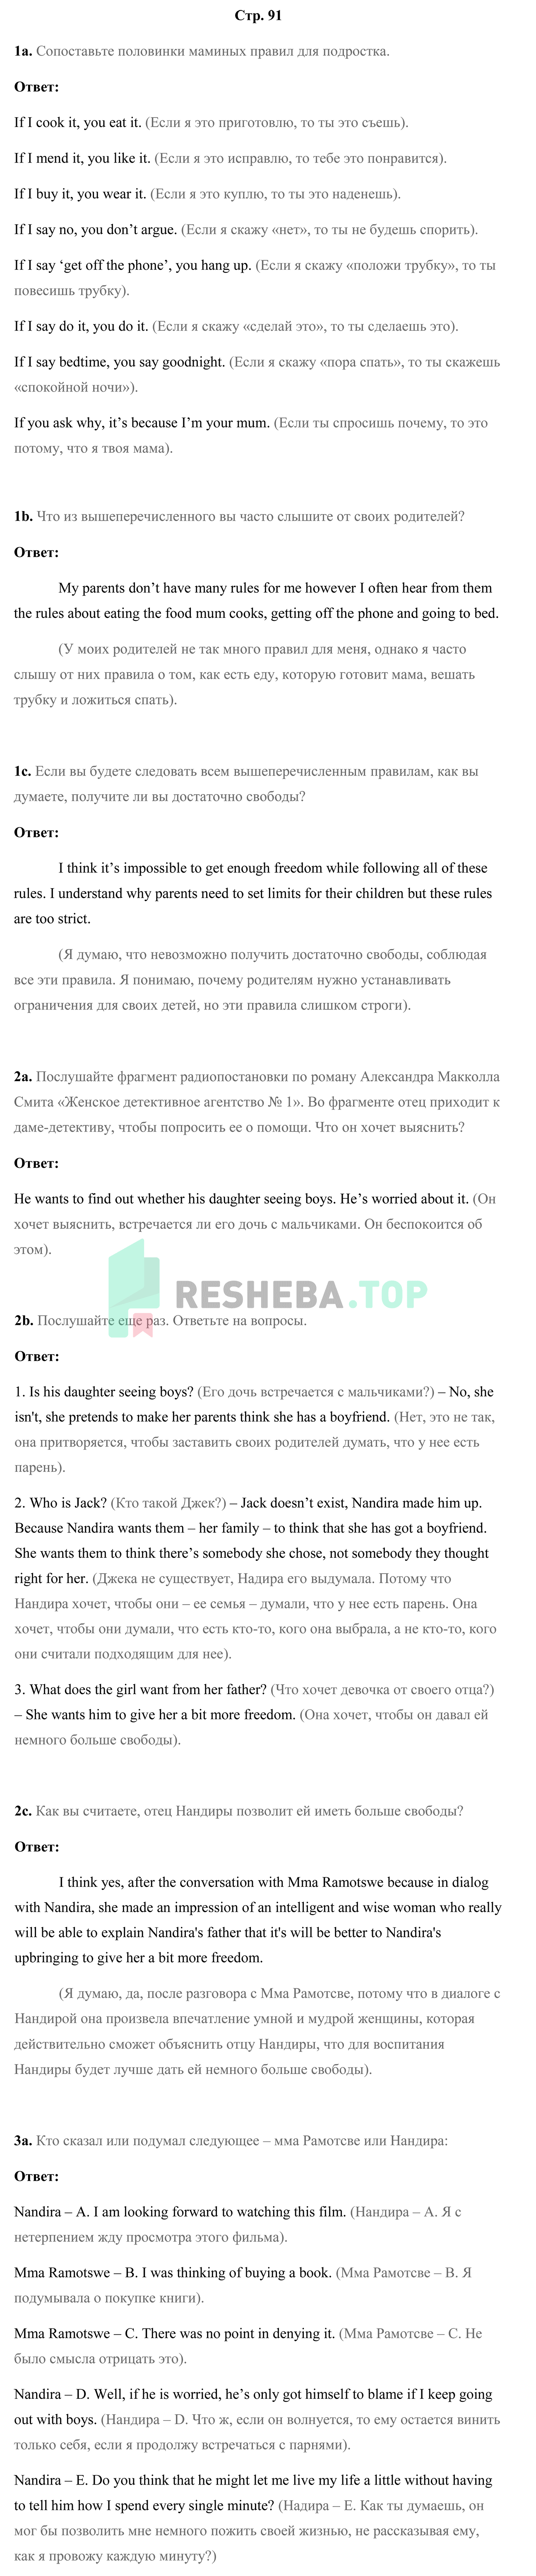 Стр. 91
1a. Сопоставьте половинки маминых правил для подростка.
Ответ:
If I cook it, you eat it. (Если я это приготовлю, то ты это съешь).
If I mend it, you like it. (Если я это исправлю, то тебе это понравится).
If I buy it, you wear it. (Если я это куплю, то ты это наденешь).
If I say no, you don’t argue. (Если я скажу «нет», то ты не будешь спорить).
If I say ‘get off the phone’, you hang up. (Если я скажу «положи трубку», то ты
повесишь трубку).
If I say do it, you do it. (Если я скажу «сделай это», то ты сделаешь это).
If I say bedtime, you say goodnight. (Если я скажу «пора спать», то ты скажешь
«спокойной ночи»).
If you ask why, it’s because I’m your mum. (Если ты спросишь почему, то это
потому, что я твоя мама).
1b. Что из вышеперечисленного вы часто слышите от своих родителей?
Ответ:
My parents don’t have many rules for me however I often hear from them
the rules about eating the food mum cooks, getting off the phone and going to bed.
(У моих родителей не так много правил для меня, однако я часто
слышу от них правила о том, как есть еду, которую готовит мама, вешать
трубку и ложиться спать).
1c. Если вы будете следовать всем вышеперечисленным правилам, как вы
думаете, получите ли вы достаточно свободы?
Ответ:
I think it’s impossible to get enough freedom while following all of these
rules. I understand why parents need to set limits for their children but these rules
are too strict.
(Я думаю, что невозможно получить достаточно свободы, соблюдая
все эти правила. Я понимаю, почему родителям нужно устанавливать
ограничения для своих детей, но эти правила слишком строги).
2a. Послушайте фрагмент радиопостановки по роману Александра Макколла
Смита «Женское детективное агентство № 1». Во фрагменте отец приходит к
даме-детективу, чтобы попросить ее о помощи. Что он хочет выяснить?
Ответ:
He wants to find out whether his daughter seeing boys. He’s worried about it. (Он
хочет выяснить, встречается ли его дочь с мальчиками. Он беспокоится об
этом).
RESHEBA.TOP
2b. Послушайте еще раз. Ответьте на вопросы.
Ответ:
1. Is his daughter seeing boys? (Его дочь встречается с мальчиками?) – No, she
isn't, she pretends to make her parents think she has a boyfriend. (Нет, это не так,
она притворяется, чтобы заставить своих родителей думать, что у нее есть
парень).
2. Who is Jack? (Кто такой Джек?) – Jack doesn’t exist, Nandira made him up.
Because Nandira wants them – her family – to think that she has got a boyfriend.
She wants them to think there’s somebody she chose, not somebody they thought
right for her. (Джека не существует, Надира его выдумала. Потому что
Нандира хочет, чтобы они – ее семья – думали, что у нее есть парень. Она
хочет, чтобы они думали, что есть кто-то, кого она выбрала, а не кто-то, кого
они считали подходящим для нее).
3. What does the girl want from her father? (Что хочет девочка от своего отца?)
– She wants him to give her a bit more freedom. (Она хочет, чтобы он давал ей
немного больше свободы).
2c. Как вы считаете, отец Нандиры позволит ей иметь больше свободы?
Ответ:
I think yes, after the conversation with Mma Ramotswe because in dialog
with Nandira, she made an impression of an intelligent and wise woman who really
will be able to explain Nandira's father that it's will be better to Nandira's
upbringing to give her a bit more freedom.
(Я думаю, да, после разговора с Мма Рамотсве, потому что в диалоге с
Нандирой она произвела впечатление умной и мудрой женщины, которая
действительно сможет объяснить отцу Нандиры, что для воспитания
Нандиры будет лучше дать ей немного больше свободы).
3a. Кто сказал или подумал следующее – мма Рамотсве или Нандира:
Ответ:
Nandira – A. I am looking forward to watching this film. (Нандира – А. Я с
нетерпением жду просмотра этого фильма).
Mma Ramotswe – B. I was thinking of buying a book. (Мма Рамотсве – В. Я
подумывала о покупке книги).
Mma Ramotswe – C. There was no point in denying it. (Мма Рамотсве – С. Не
было смысла отрицать это).
Nandira – D. Well, if he is worried, he’s only got himself to blame if I keep going
out with boys. (Нандира – D. Что ж, если он волнуется, то ему остается винить
только себя, если я продолжу встречаться с парнями).
Nandira – E. Do you think that he might let me live my life a little without having
to tell him how I spend every single minute? (Надира – Е. Как ты думаешь, он
мог бы позволить мне немного пожить своей жизнью, не рассказывая ему,
как я провожу каждую минуту?)